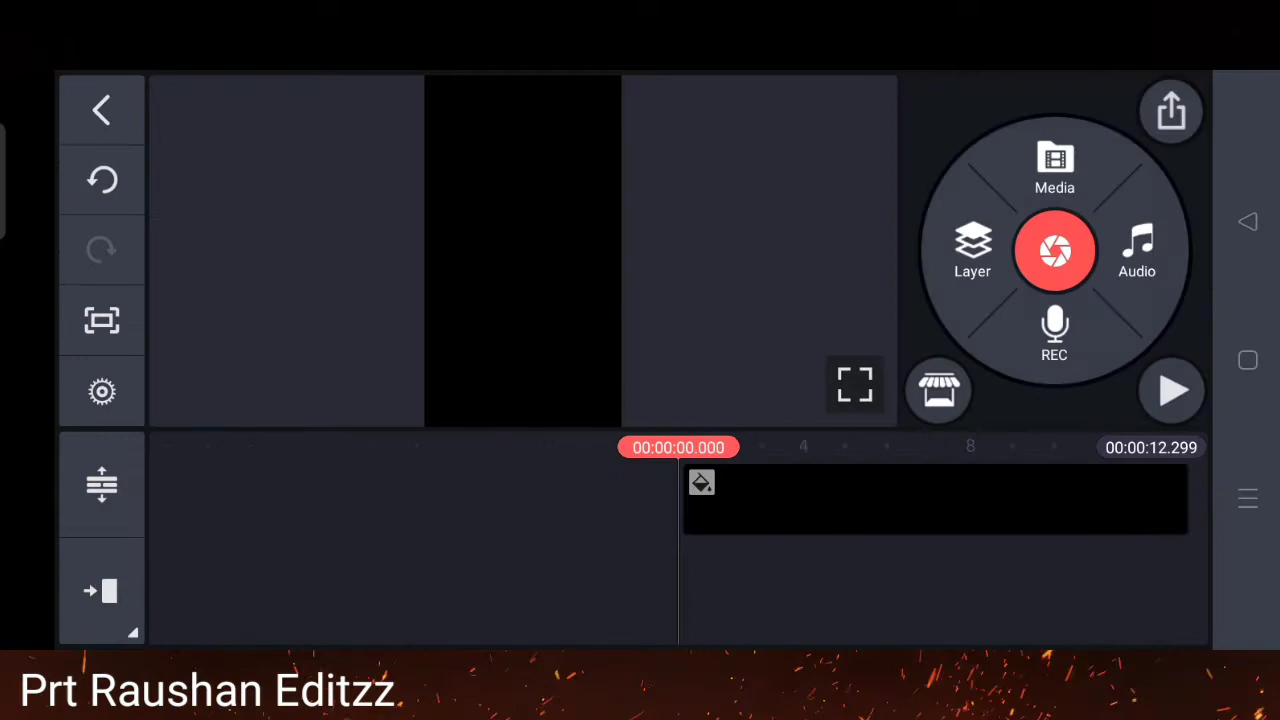 Media
Layer
Audio
REC
00:00:00.000
4
8
00:00:12.299
Prt Raushan Editzz